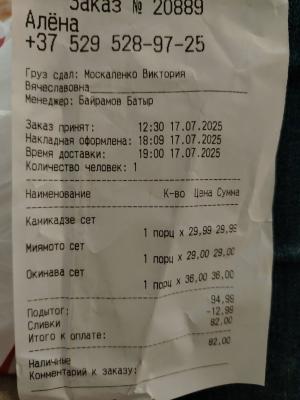 Заказ № 20889
Алёна
+37 529 528-97-25
Груз сдал: Москаленко Виктория
Вячеславовна
Менеджер: Байрамов Батыр
Заказ принят: 12:30 17.07.2025
Накладная оформлена: 18:09 17.07.2025
Время доставки: 19:00 17.07.2025
Количество человек: 1
Наименование К-во Цена Сумма
Камикадзе сет
1 порц x 29,99 29,99
Миямото сет
1 порц x 29,00 29,00
Окинава сет
1 порц x 36,00 36,00
94,99
Подытог: -12,99
Сливки 82,00
Итого к оплате:
82,00
Наличные
Комментарий к заказу: